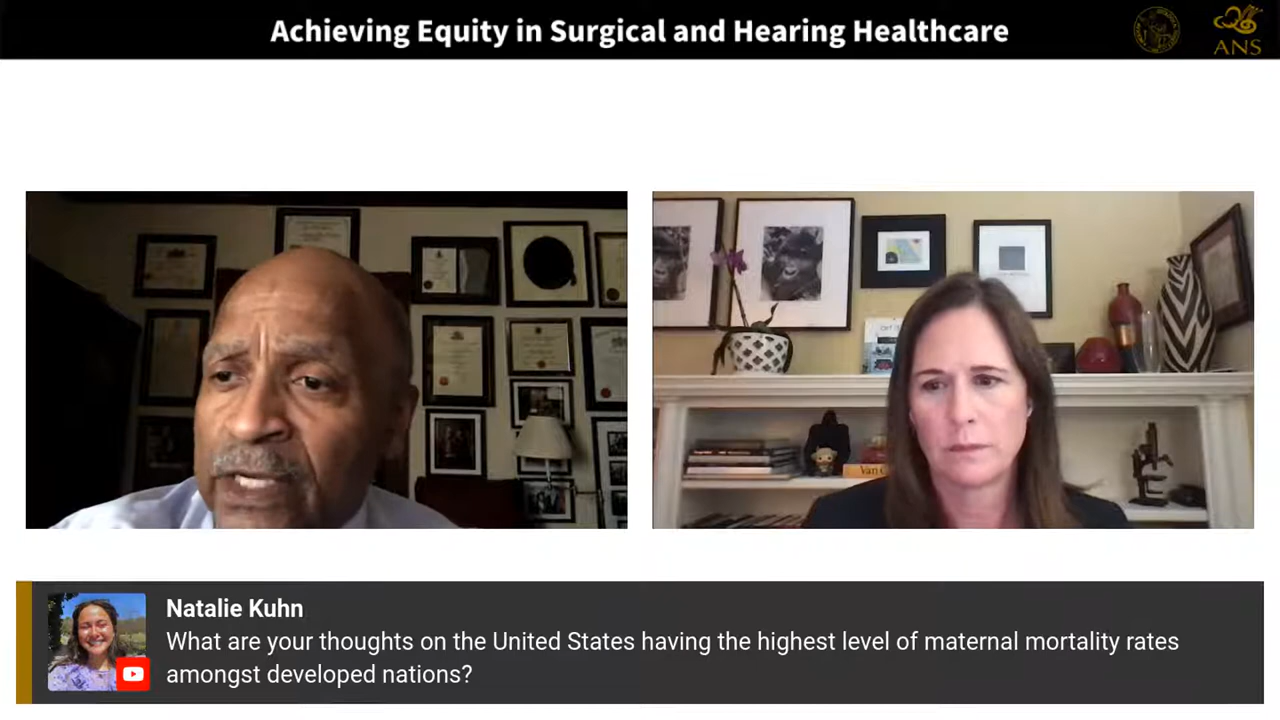 Achieving Equity in Surgical and Hearing Healthcare
ANS
Natalie Kuhn
What are your thoughts on the United States having the highest level of maternal mortality rates
amongst developed nations?